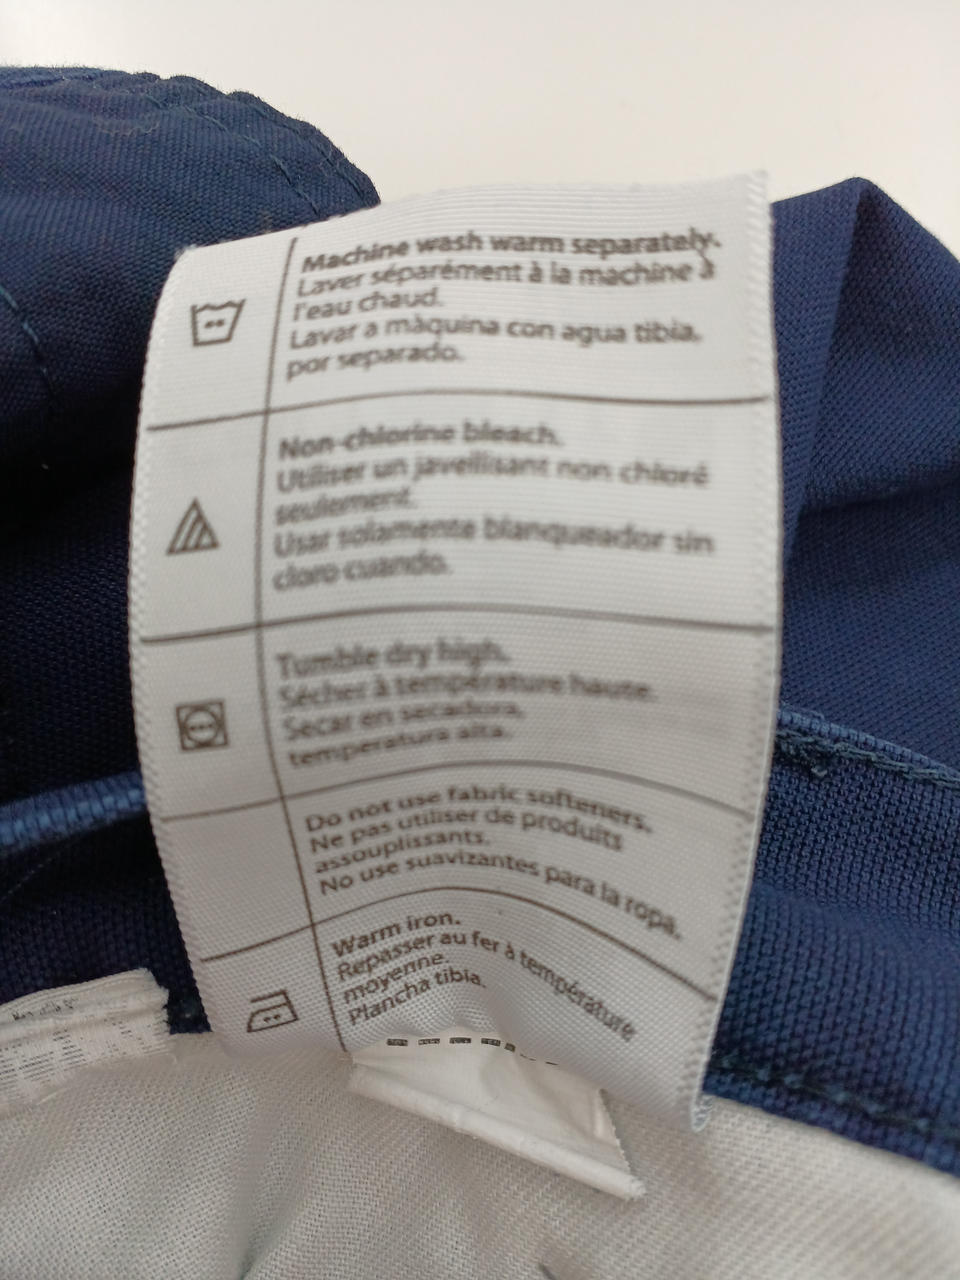 Machine wash warm separately.
Laver séparément à la machine à
l'eau chaud.
Lavar a màquina con agua tibia,
por separado.
Non-chlorine bleach.
Utiliser un javellisant non chloré
seulement.
Usar solamente blanqueador sin
cloro cuando.
Tumble dry high.
Sécher à température haute.
Secar en secadora,
temperatura alta.
Do not use fabric softeners.
Ne pas utiliser de produits
assouplissants.
No use suavizantes para la ropa.
Warm iron.
Repasser au fer à température
moyenne.
Plancha tibia.